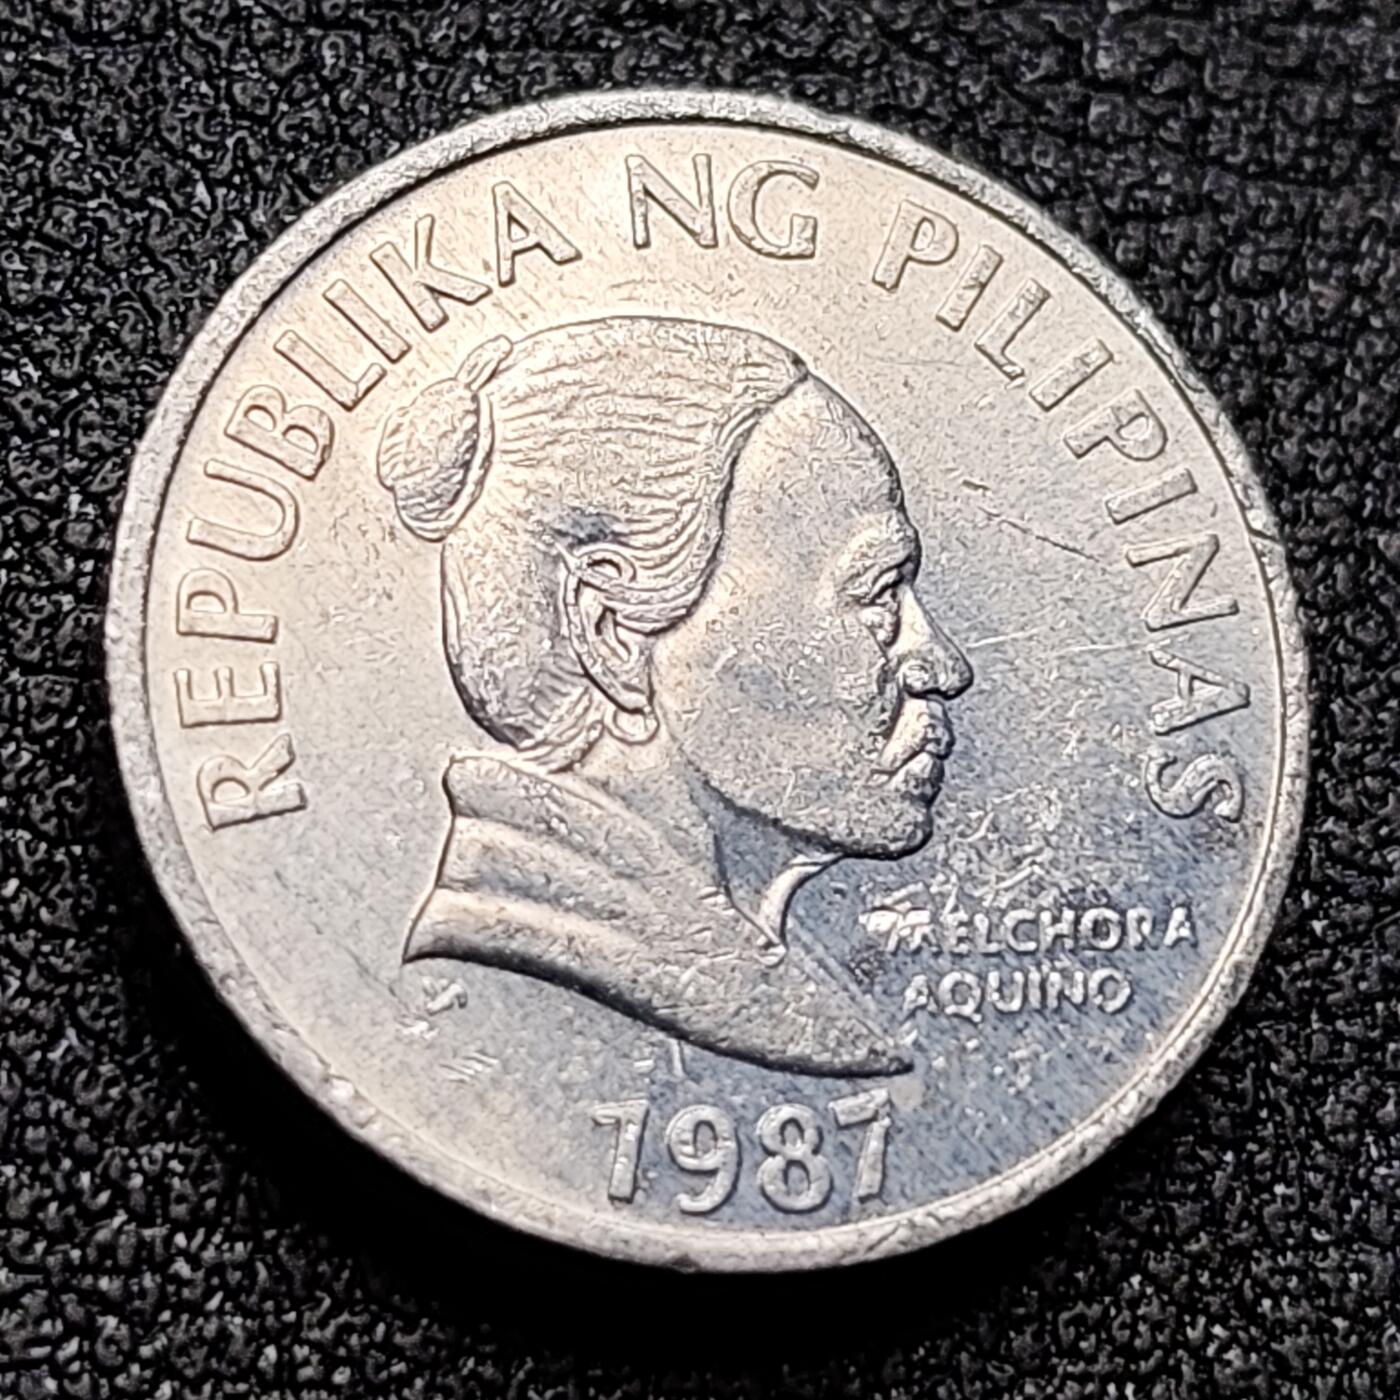 REPUBLIKA NG PILIPINAS
MELCHORA
AQUINO
1987